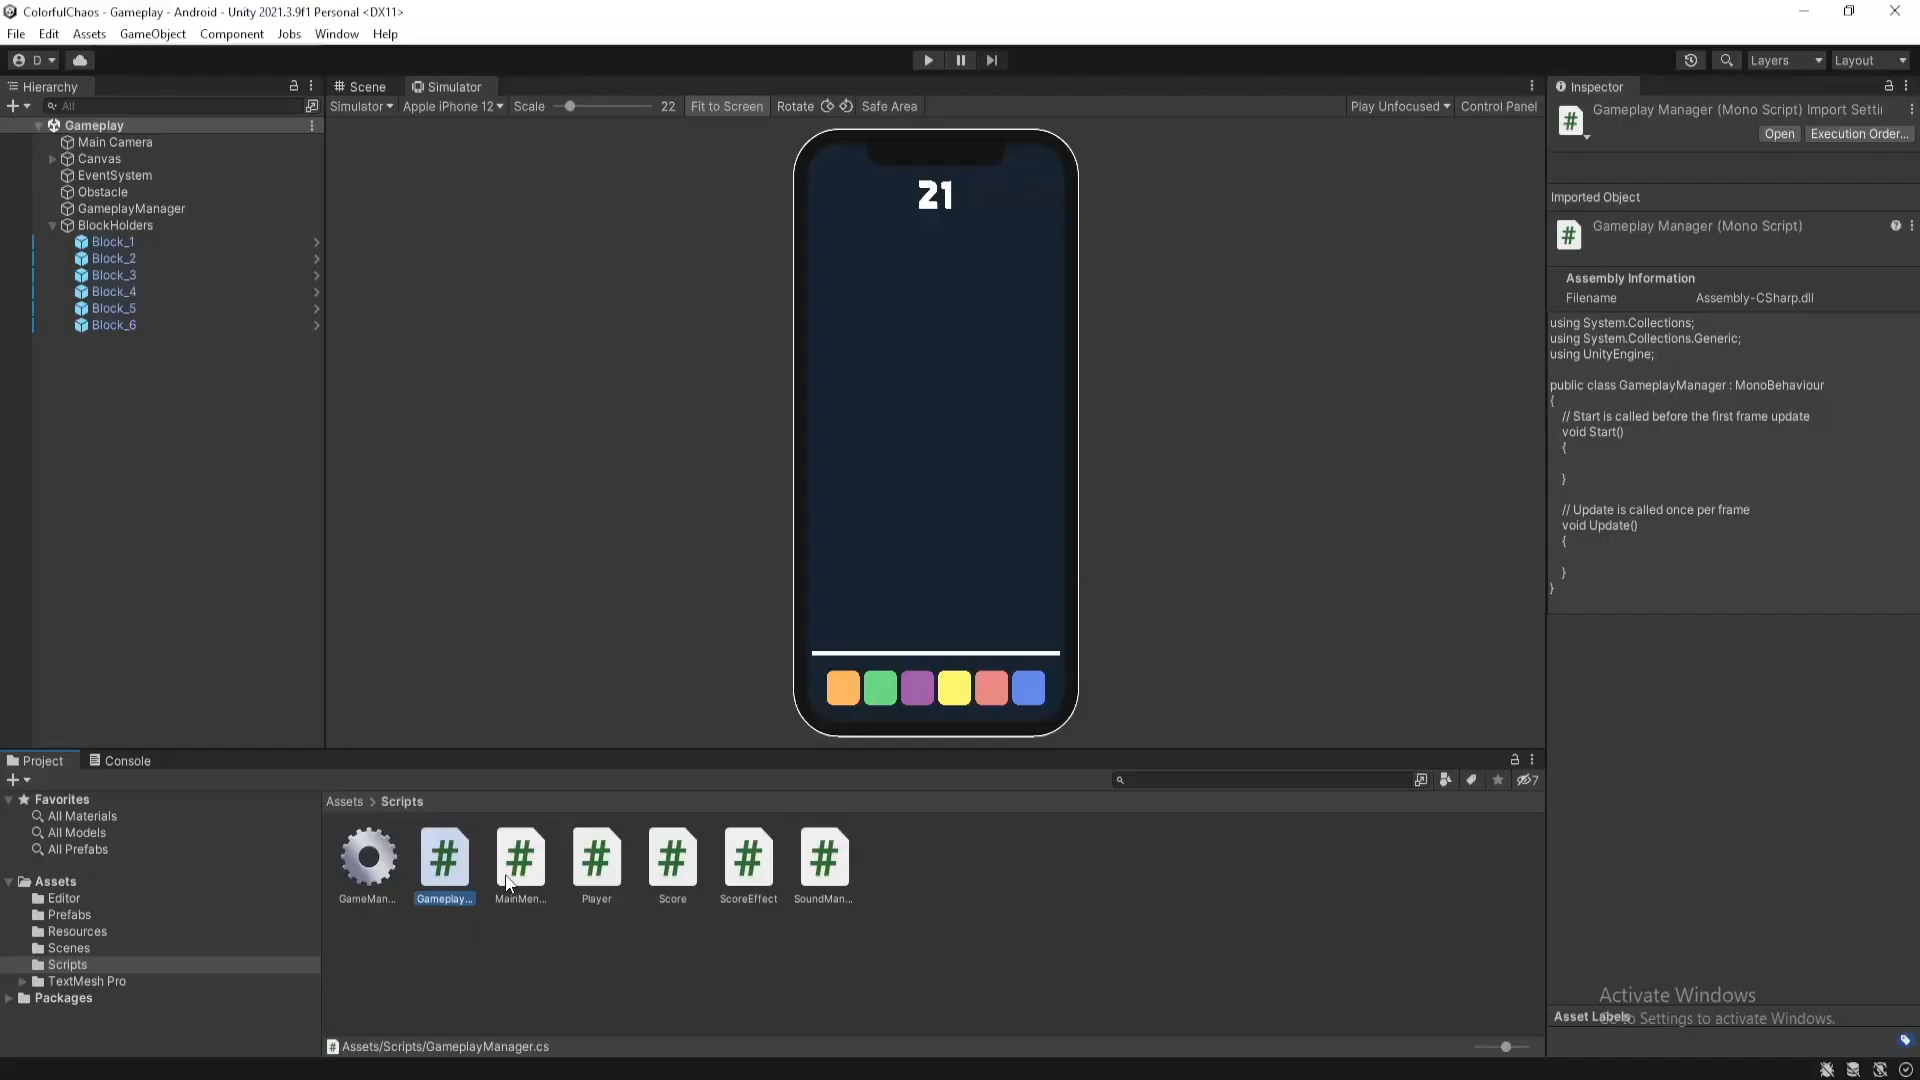 ColorfulChaos - Gameplay - Android - Unity 2021.3.9f1 Personal <DX11>
File Edit Assets GameObject Component Jobs Window Help
D Layers Layout
Hierarchy
All
Gameplay
Main Camera
Canvas
EventSystem
Obstacle
GameplayManager
BlockHolders
Block_1
Block_2
Block_3
Block_4
Block_5
Block_6
Scene Simulator
Simulator Apple iPhone 12 Scale 22 Fit to Screen Rotate Safe Area Play Unfocused Control Panel
21
Inspector
Gameplay Manager (Mono Script) Import Setti
Open Execution Order...
Imported Object
Gameplay Manager (Mono Script)
Assembly Information
Filename Assembly-CSharp.dll
using System.Collections;
using System.Collections.Generic;
using UnityEngine;
public class GameplayManager : MonoBehaviour
{
// Start is called before the first frame update
void Start()
{
}
// Update is called once per frame
void Update()
{
}
}
Activate Windows
Asset Labels
Go to Settings to activate Windows.
Project Console
7
Favorites
All Materials
All Models
All Prefabs
Assets
Editor
Prefabs
Resources
Scenes
Scripts
TextMesh Pro
Packages
Assets > Scripts
# # # # # #
GameMan... Gameplay... MainMen... Player Score ScoreEffect SoundMan...
Assets/Scripts/GameplayManager.cs